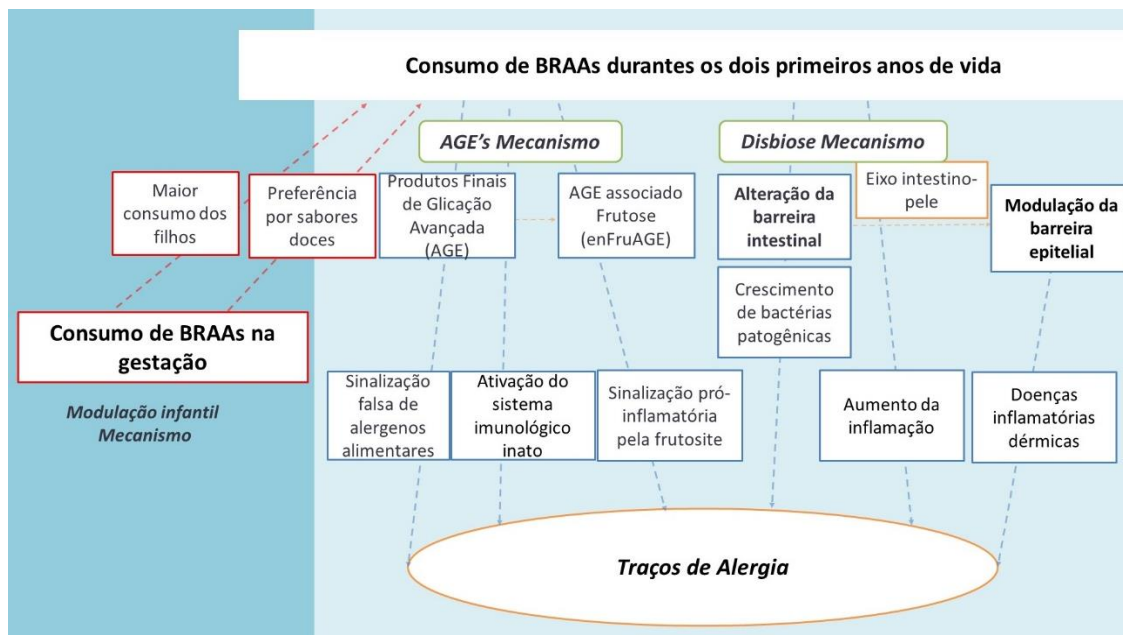 Consumo de BRAAs durantes os dois primeiros anos de vida
AGE's Mecanismo
Disbiose Mecanismo
Maior
consumo dos
filhos
Preferência
por sabores
doces
Produtos Finais
de Glicação
Avançada
(AGE)
AGE associado
Frutose
(enFruAGE)
Alteração da
barreira
intestinal
Eixo intestino-
pele
Modulação da
barreira
epitelial
Crescimento
de bactérias
patogênicas
Consumo de BRAAs na
gestação
Modulação infantil
Mecanismo
Sinalização
falsa de
alergenos
alimentares
Ativação do
sistema
imunológico
inato
Sinalização pró-
inflamatória
pela frutosite
Aumento da
inflamação
Doenças
inflamatórias
dérmicas
Traços de Alergia